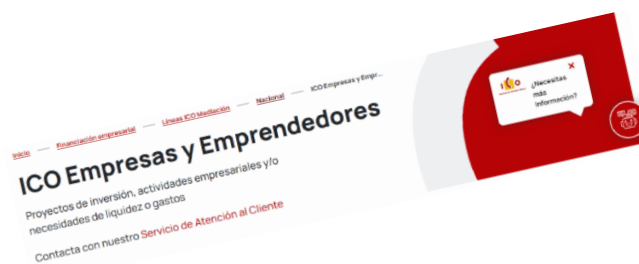 Inicio — Financiación empresarial — Líneas ICO Mediación — Nacional — ICO Empresas y Empr...
ICO Empresas y Emprendedores
Proyectos de inversión, actividades empresariales y/o
necesidades de liquidez o gastos
Contacta con nuestro Servicio de Atención al Cliente
ICO
¿Necesitas
más
información?